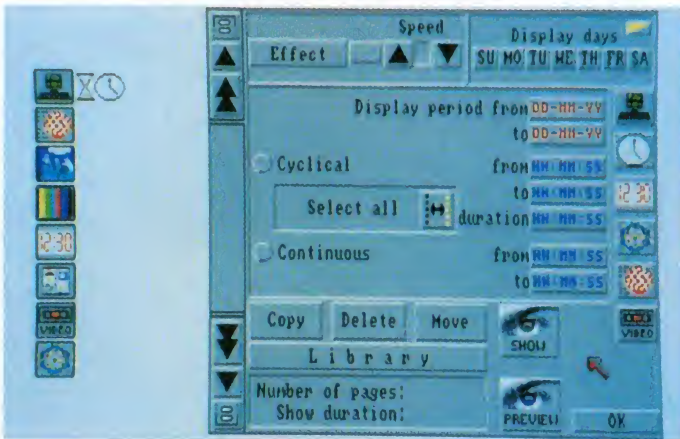 Speed
Display days
Effect
SU MO TU WE TH FR SA
Display period from DD-MM-YY
to DD-MM-YY
Cyclical
from HH:MM:SS
to HH:MM:SS
12:30
Select all
duration HH:MM:SS
12:30
Continuous
from HH:MM:SS
to HH:MM:SS
Copy
Delete
Move
VIDEO
SHOW
VIDEO
Library
Number of pages:
Show duration:
PREVIEW
OK